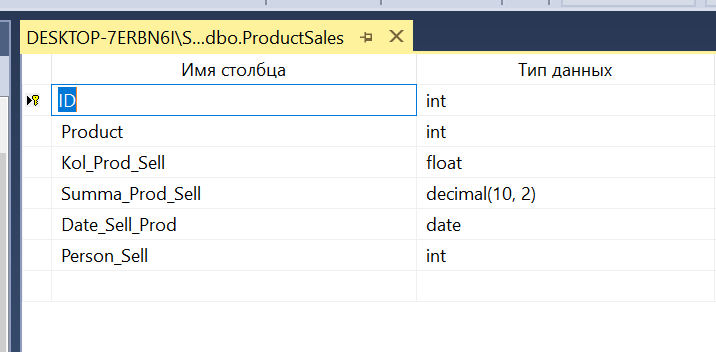 DESKTOP-7ERBN6I\S...dbo.ProductSales
Имя столбца Тип данных
ID int
Product int
Kol_Prod_Sell float
Summa_Prod_Sell decimal(10, 2)
Date_Sell_Prod date
Person_Sell int